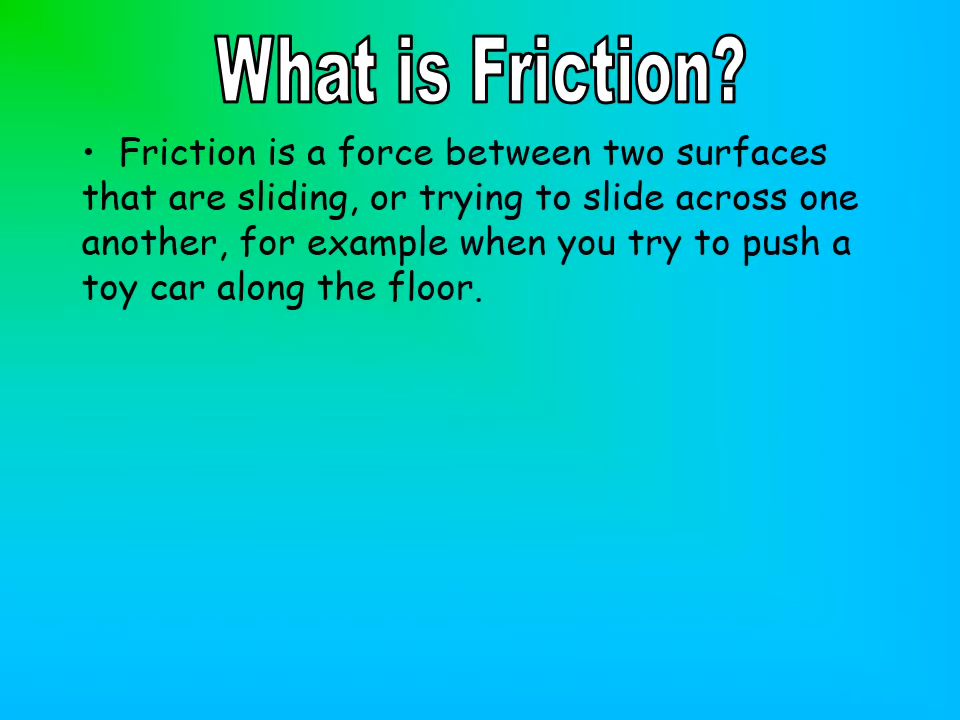 What is Friction?
• Friction is a force between two surfaces
that are sliding, or trying to slide across one
another, for example when you try to push a
toy car along the floor.